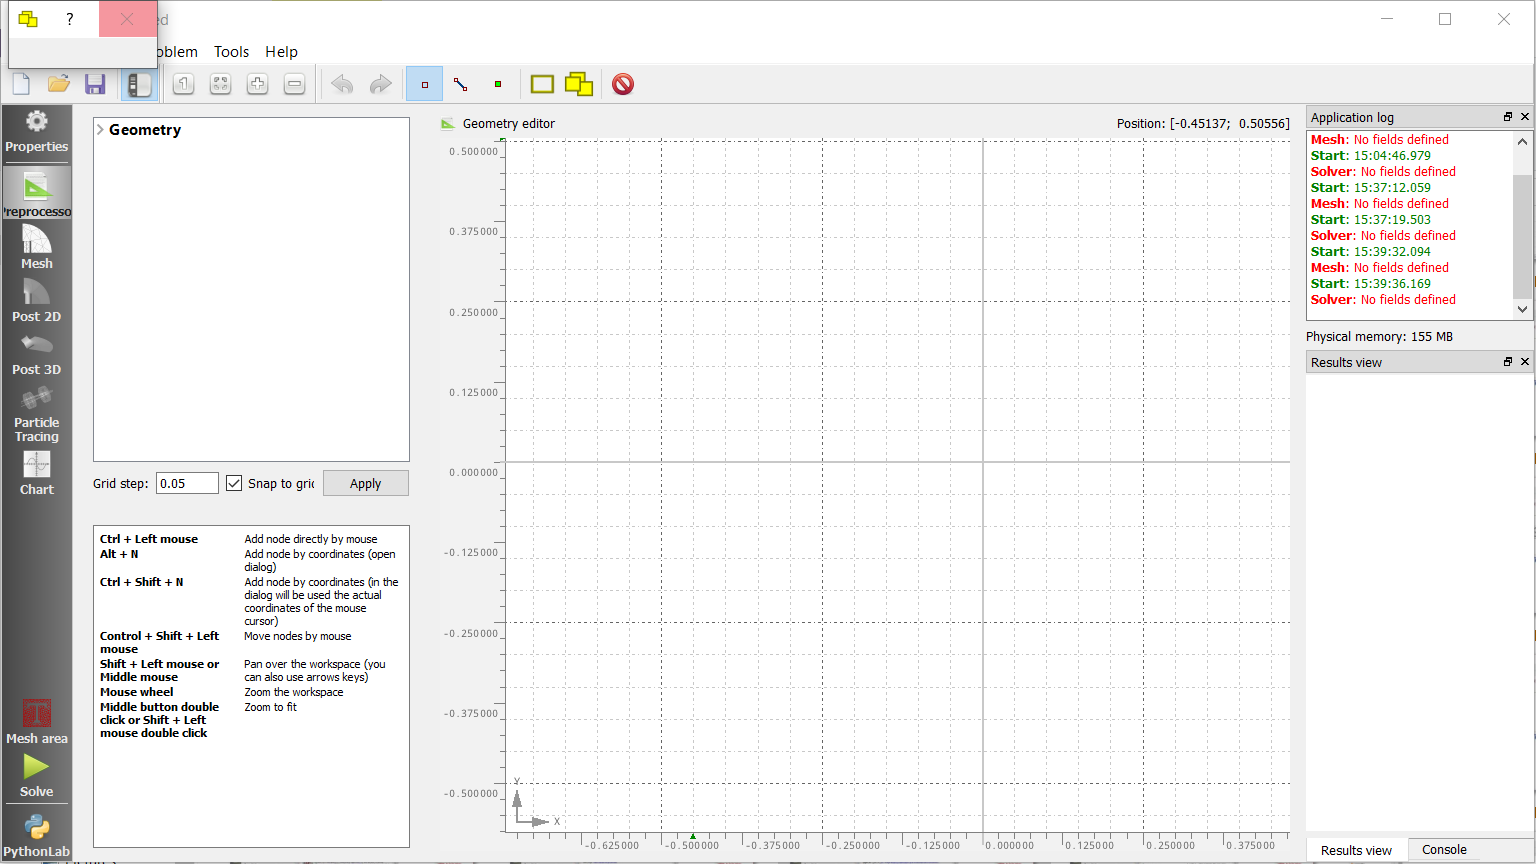 ?
ed
oblem Tools Help
1
Properties
Preprocesso
Mesh
Post 2D
Post 3D
Particle
Tracing
Chart
Mesh area
Solve
PythonLab
Geometry
Grid step: 0.05 Snap to gric Apply
Ctrl + Left mouse Add node directly by mouse
Alt + N Add node by coordinates (open
dialog)
Ctrl + Shift + N Add node by coordinates (in the
dialog will be used the actual
coordinates of the mouse
cursor)
Control + Shift + Left Move nodes by mouse
mouse
Shift + Left mouse or Pan over the workspace (you
Middle mouse can also use arrows keys)
Mouse wheel Zoom the workspace
Middle button double Zoom to fit
click or Shift + Left
mouse double click
Geometry editor Position: [-0.45137; 0.50556]
0.500000
0.375000
0.250000
0.125000
0.000000
-0.125000
-0.250000
-0.375000
-0.500000
Y
X
-0.625000 -0.500000 -0.375000 -0.250000 -0.125000 0.000000 0.125000 0.250000 0.375000
Application log
Mesh: No fields defined
Start: 15:04:46.979
Solver: No fields defined
Start: 15:37:12.059
Mesh: No fields defined
Start: 15:37:19.503
Solver: No fields defined
Start: 15:39:32.094
Mesh: No fields defined
Start: 15:39:36.169
Solver: No fields defined
Physical memory: 155 MB
Results view
Results view Console